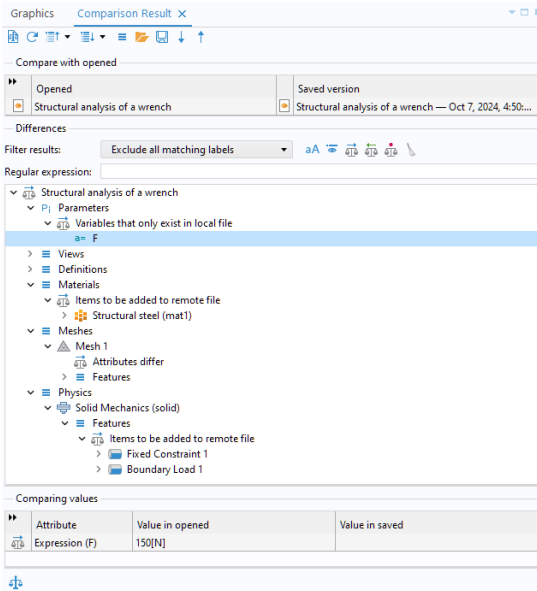 Graphics Comparison Result
Compare with opened
Opened Saved version
Structural analysis of a wrench Structural analysis of a wrench — Oct 7, 2024, 4:50:...
Differences
Filter results: Exclude all matching labels aA
Regular expression:
Structural analysis of a wrench
Pi Parameters
Variables that only exist in local file
a= F
Views
Definitions
Materials
Items to be added to remote file
Structural steel (mat1)
Meshes
Mesh 1
Attributes differ
Features
Physics
Solid Mechanics (solid)
Features
Items to be added to remote file
Fixed Constraint 1
Boundary Load 1
Comparing values
Attribute Value in opened Value in saved
Expression (F) 150[N]